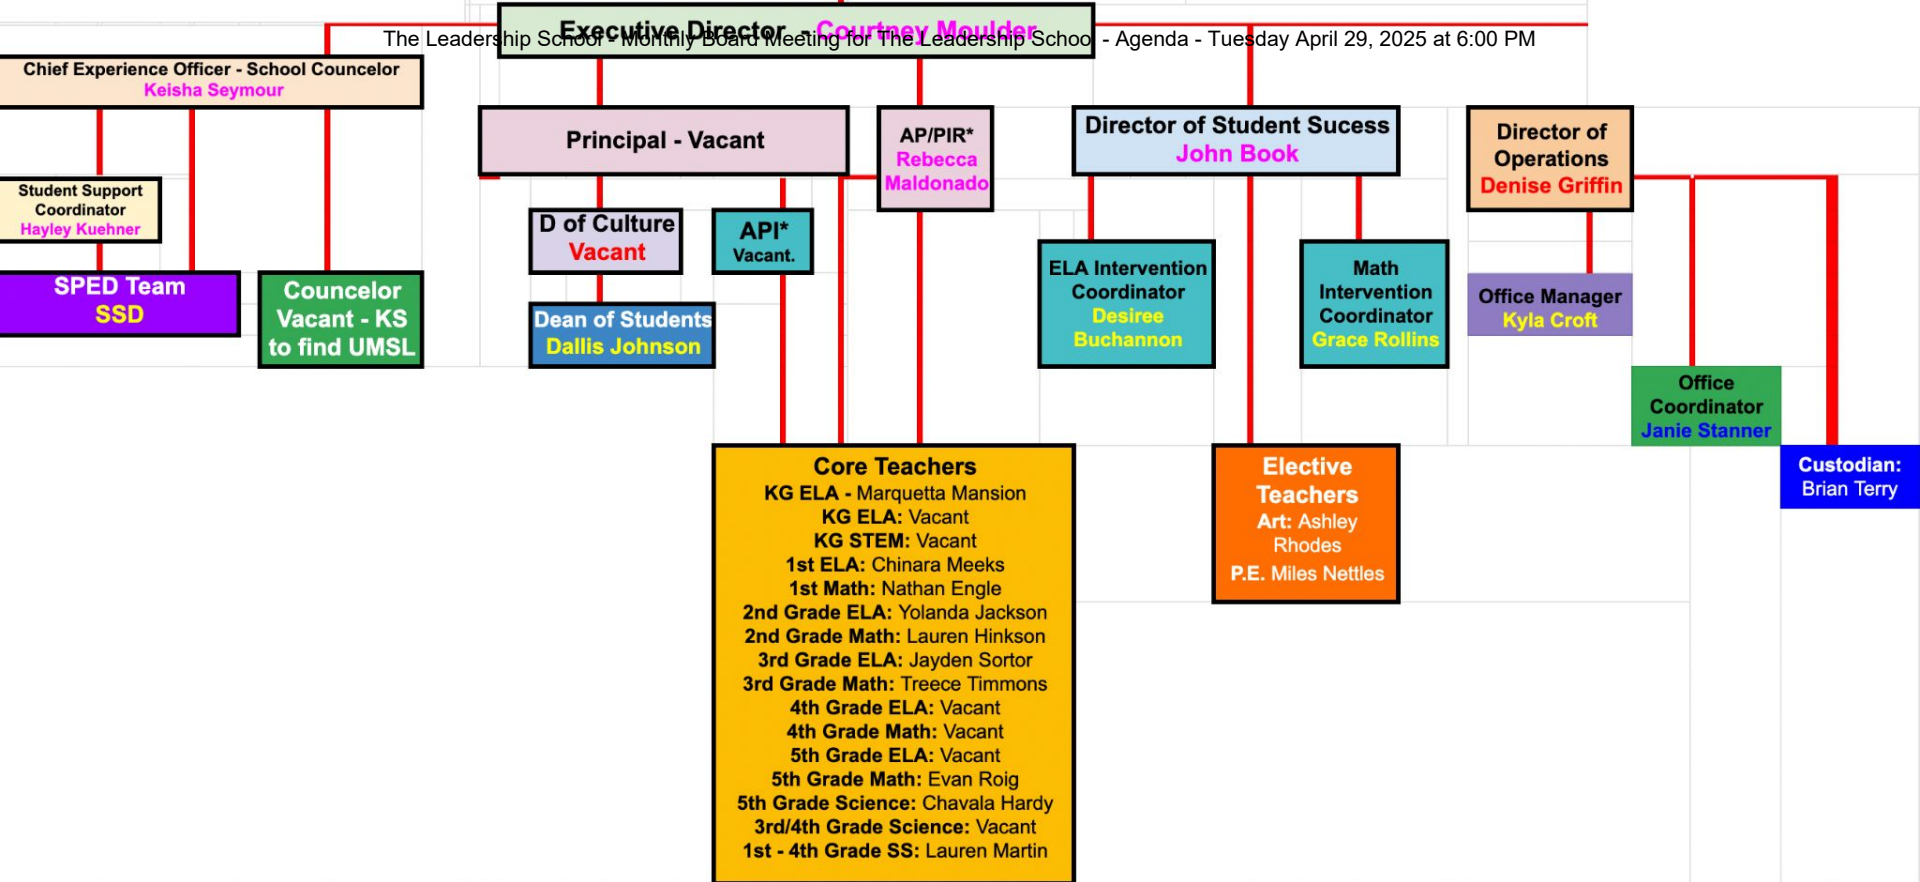 Executive Director - Courtney Moulder
The Leadership School - Monthly Board Meeting for The Leadership School - Agenda - Tuesday April 29, 2025 at 6:00 PM
Chief Experience Officer - School Councelor
Keisha Seymour
Principal - Vacant
AP/PIR*
Rebecca
Maldonado
Director of Student Sucess
John Book
Director of
Operations
Denise Griffin
Student Support
Coordinator
Hayley Kuehner
D of Culture
Vacant
API*
Vacant.
ELA Intervention
Coordinator
Desiree
Buchannon
Math
Intervention
Coordinator
Grace Rollins
SPED Team
SSD
Councelor
Vacant - KS
to find UMSL
Dean of Students
Dallis Johnson
Office Manager
Kyla Croft
Office
Coordinator
Janie Stanner
Custodian:
Brian Terry
Core Teachers
KG ELA - Marquetta Mansion
KG ELA: Vacant
KG STEM: Vacant
1st ELA: Chinara Meeks
1st Math: Nathan Engle
2nd Grade ELA: Yolanda Jackson
2nd Grade Math: Lauren Hinkson
3rd Grade ELA: Jayden Sortor
3rd Grade Math: Treece Timmons
4th Grade ELA: Vacant
4th Grade Math: Vacant
5th Grade ELA: Vacant
5th Grade Math: Evan Roig
5th Grade Science: Chavala Hardy
3rd/4th Grade Science: Vacant
1st - 4th Grade SS: Lauren Martin
Elective
Teachers
Art: Ashley
Rhodes
P.E. Miles Nettles